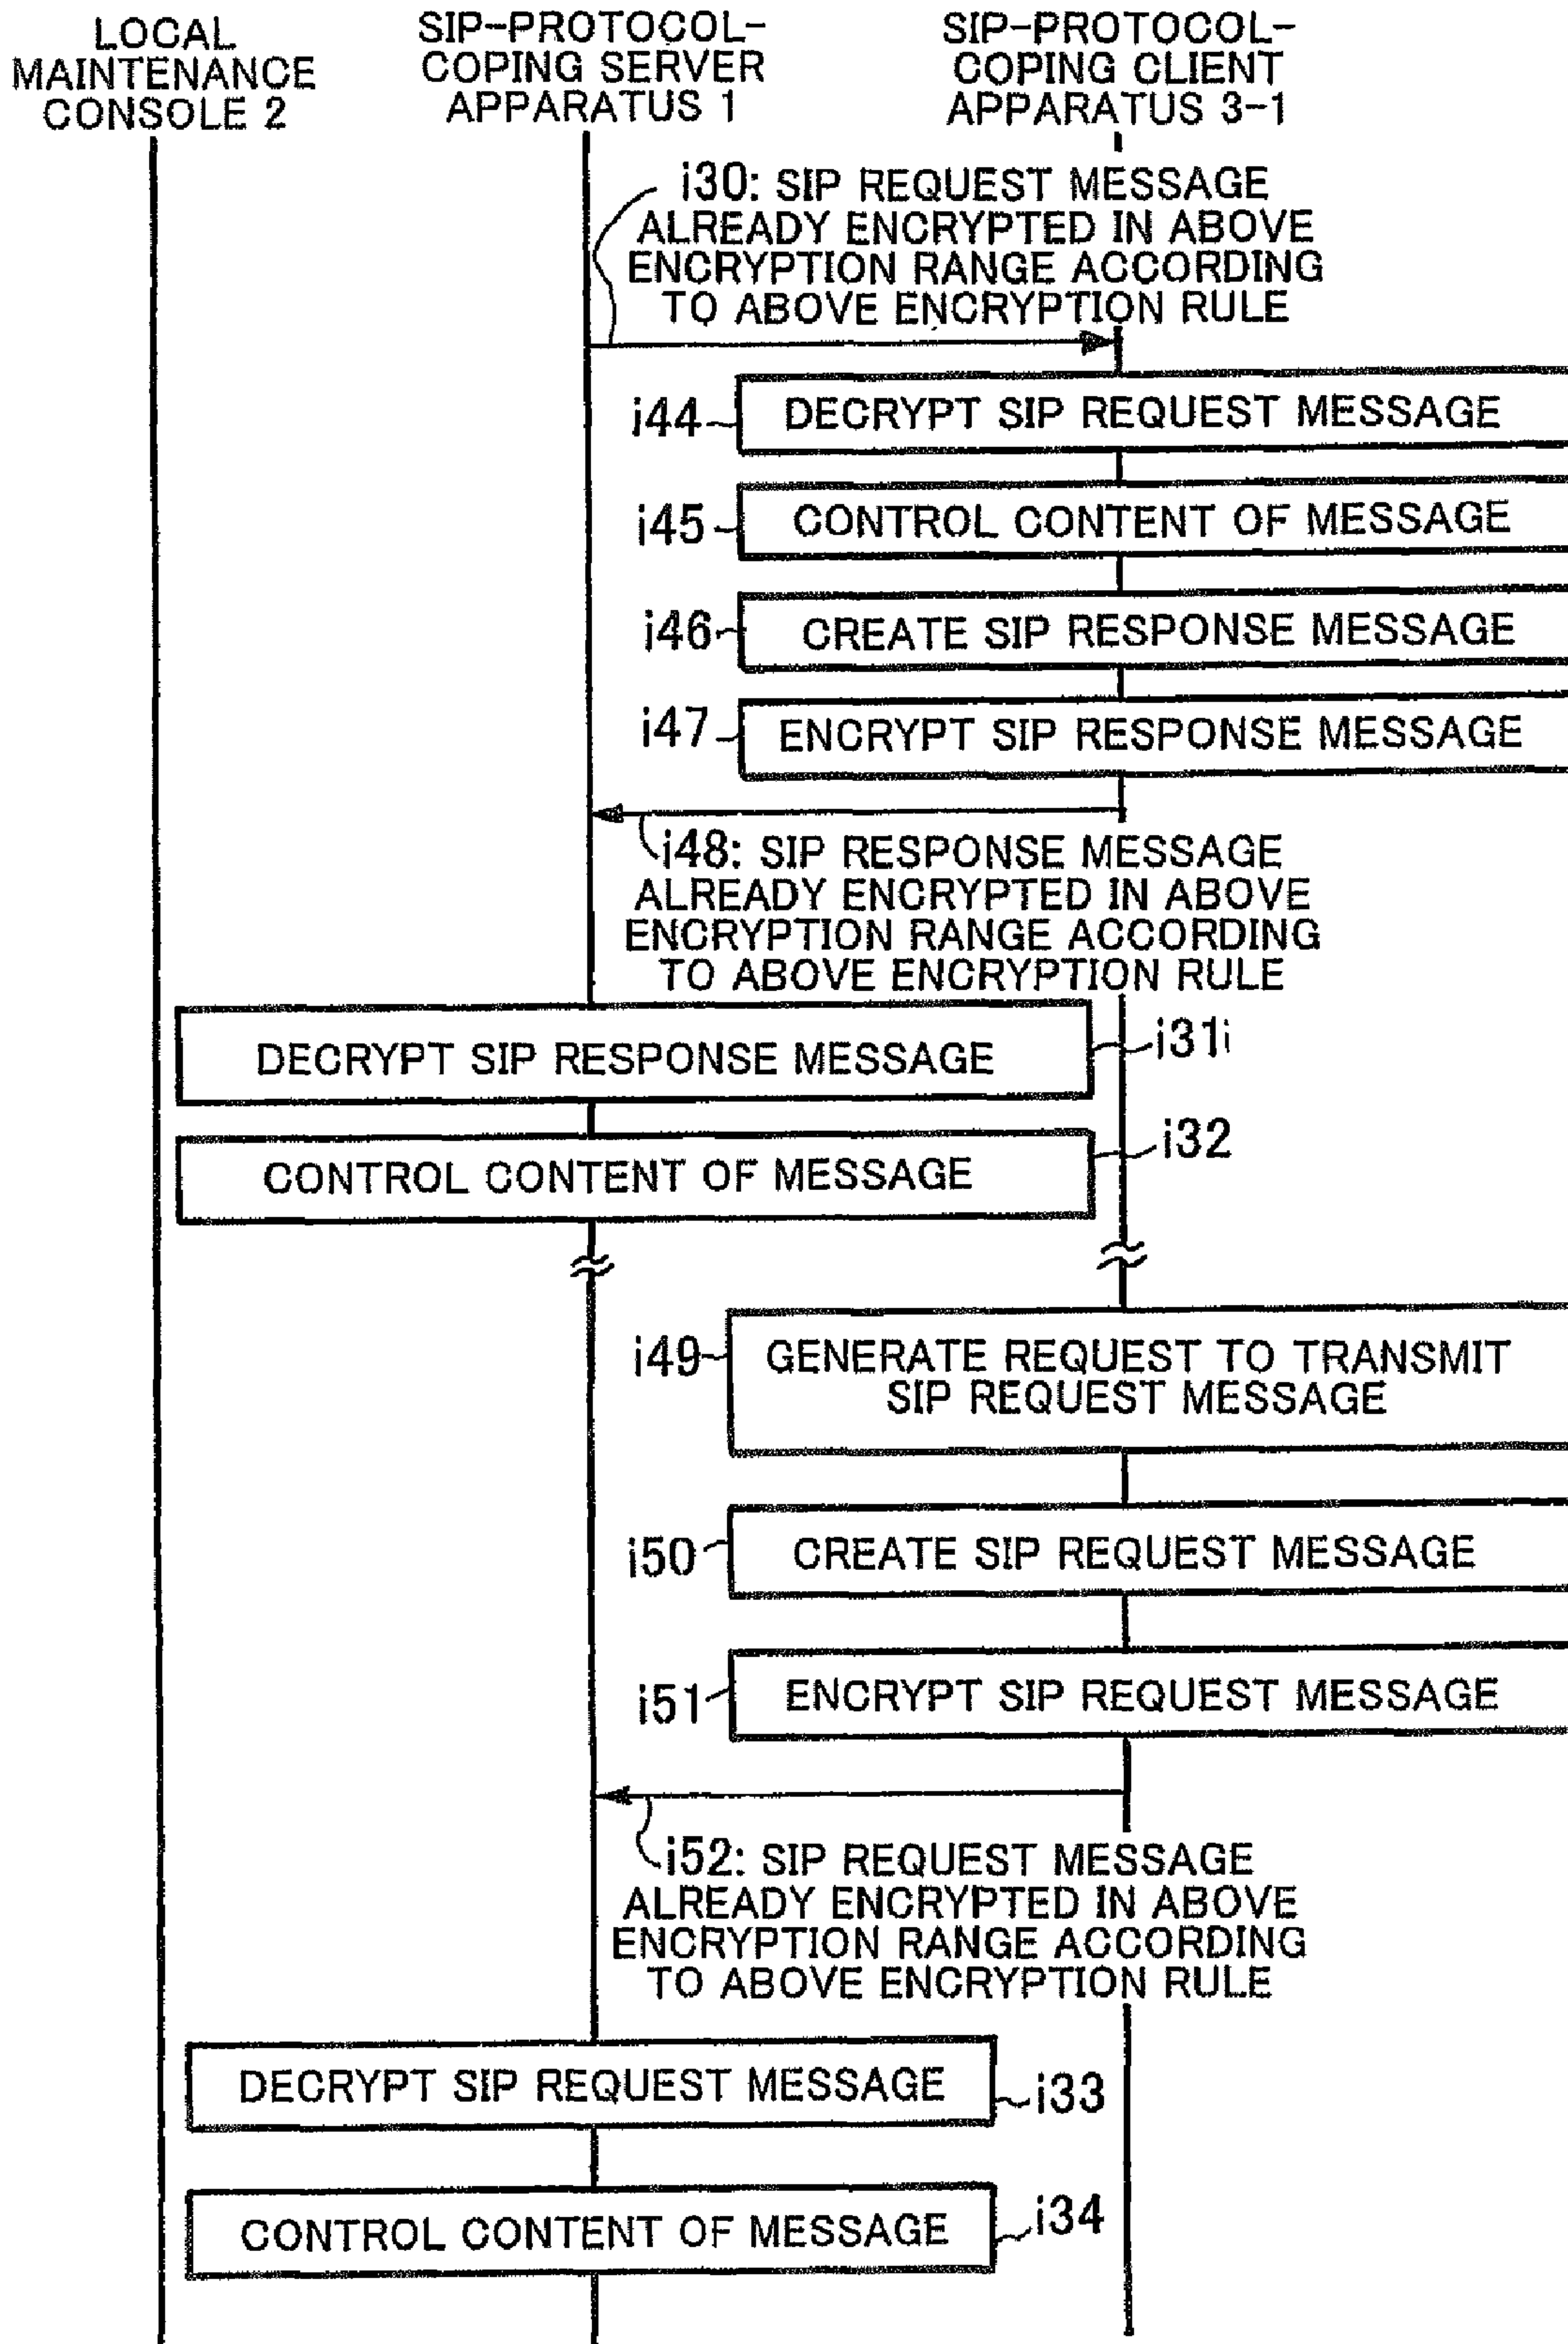 LOCAL
MAINTENANCE
CONSOLE 2
SIP-PROTOCOL-
COPING SERVER
APPARATUS 1
SIP-PROTOCOL-
COPING CLIENT
APPARATUS 3-1
i30: SIP REQUEST MESSAGE
ALREADY ENCRYPTED IN ABOVE
ENCRYPTION RANGE ACCORDING
TO ABOVE ENCRYPTION RULE
i44
DECRYPT SIP REQUEST MESSAGE
i45
CONTROL CONTENT OF MESSAGE
i46
CREATE SIP RESPONSE MESSAGE
i47
ENCRYPT SIP RESPONSE MESSAGE
i48: SIP RESPONSE MESSAGE
ALREADY ENCRYPTED IN ABOVE
ENCRYPTION RANGE ACCORDING
TO ABOVE ENCRYPTION RULE
DECRYPT SIP RESPONSE MESSAGE
i31i
CONTROL CONTENT OF MESSAGE
i32
i49
GENERATE REQUEST TO TRANSMIT
SIP REQUEST MESSAGE
i50
CREATE SIP REQUEST MESSAGE
i51
ENCRYPT SIP REQUEST MESSAGE
i52: SIP REQUEST MESSAGE
ALREADY ENCRYPTED IN ABOVE
ENCRYPTION RANGE ACCORDING
TO ABOVE ENCRYPTION RULE
DECRYPT SIP REQUEST MESSAGE
i33
CONTROL CONTENT OF MESSAGE
i34